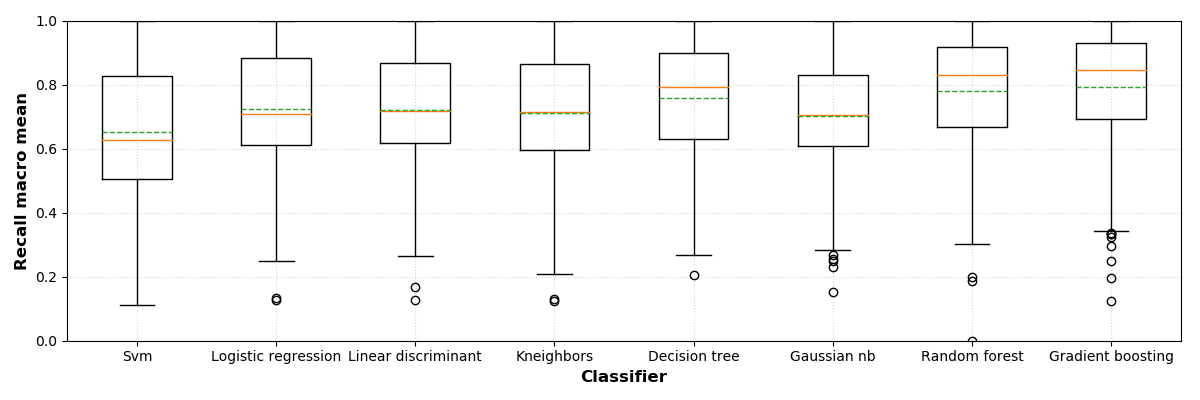 Recall macro mean
1.0
0.8
0.6
0.4
0.2
0.0
Svm
Logistic regression
Linear discriminant
Kneighbors
Decision tree
Gaussian nb
Random forest
Gradient boosting
Classifier